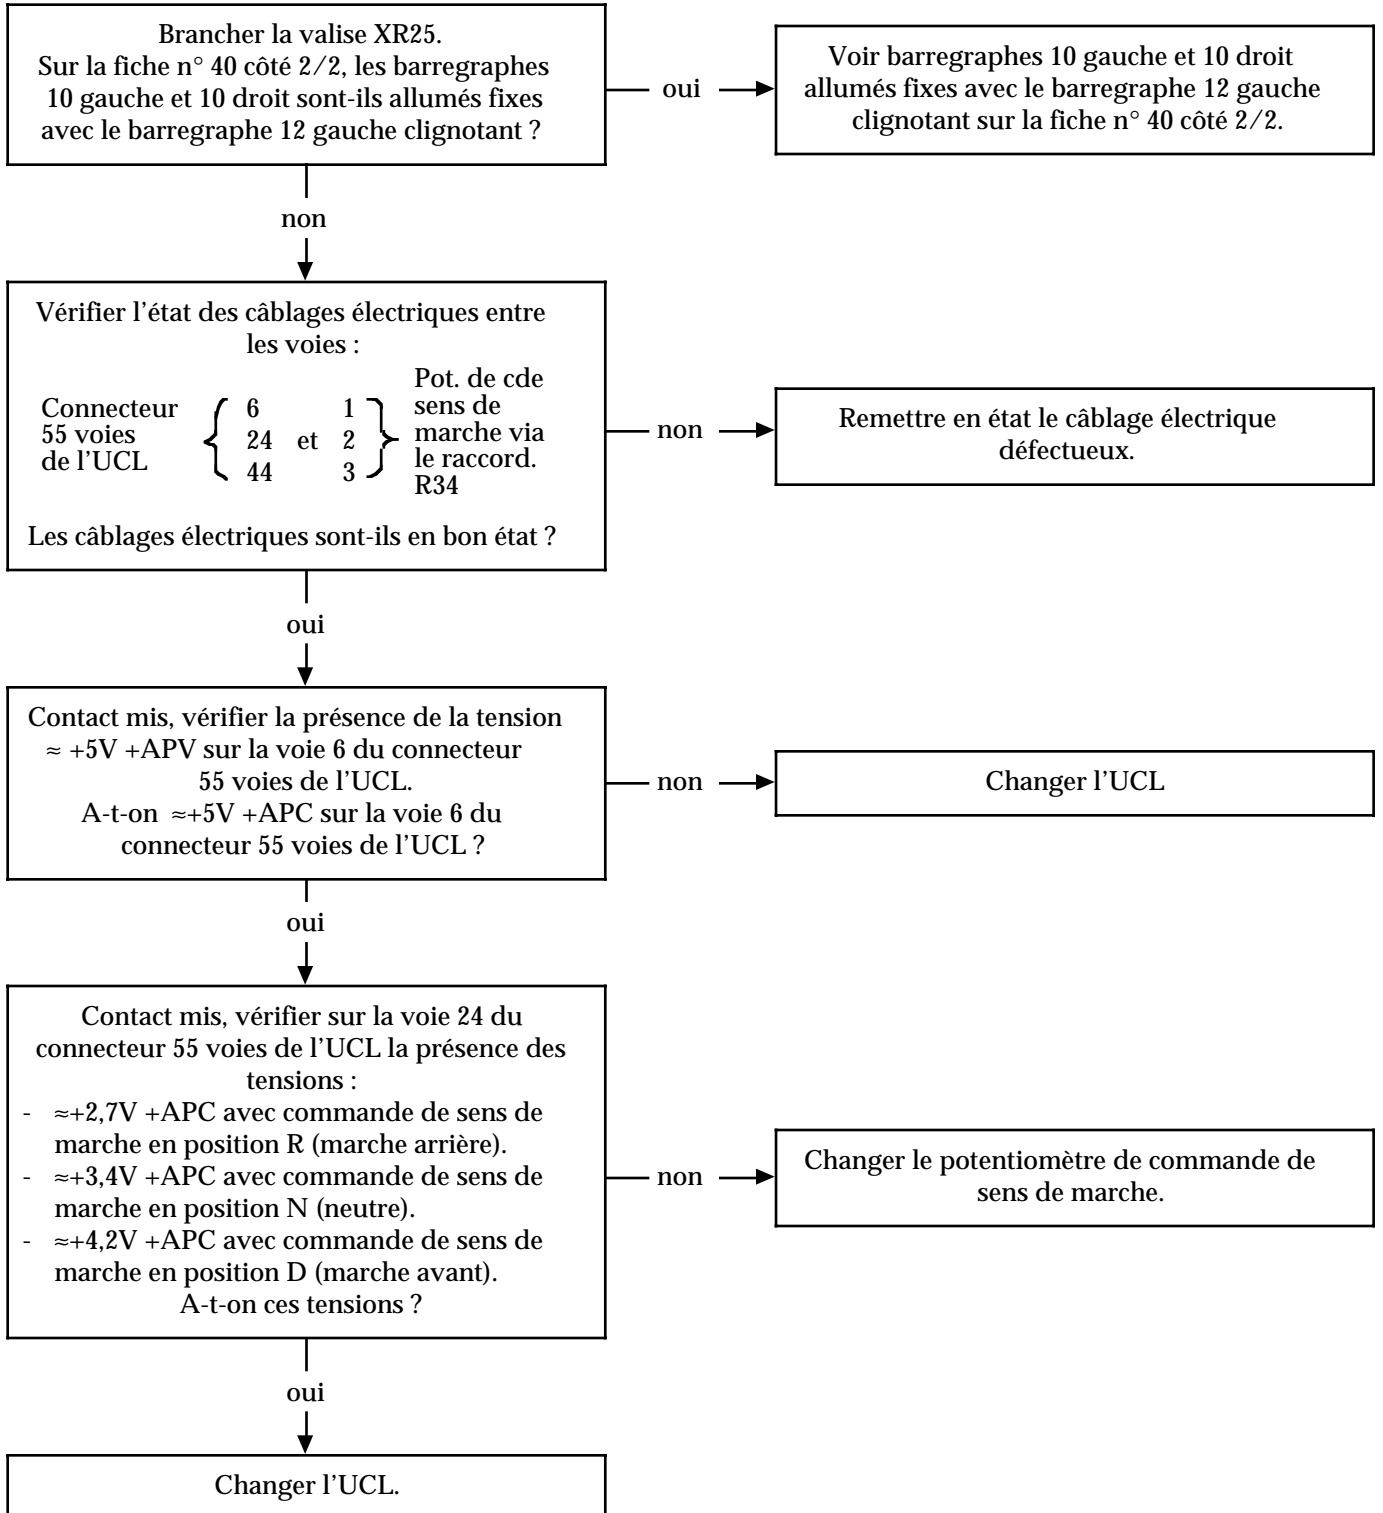 Brancher la valise XR25.
Sur la fiche n° 40 côté 2/2, les barregraphes
10 gauche et 10 droit sont-ils allumés fixes
avec le barregraphe 12 gauche clignotant ?
oui
Voir barregraphes 10 gauche et 10 droit
allumés fixes avec le barregraphe 12 gauche
clignotant sur la fiche n° 40 côté 2/2.
non
Vérifier l’état des câblages électriques entre
les voies :
Connecteur
55 voies
de l’UCL
6
24
44
et
1
2
3
Pot. de cde
sens de
marche via
le raccord.
R34
Les câblages électriques sont-ils en bon état ?
non
Remettre en état le câblage électrique
défectueux.
oui
Contact mis, vérifier la présence de la tension
≈ +5V +APV sur la voie 6 du connecteur
55 voies de l’UCL.
A-t-on ≈+5V +APC sur la voie 6 du
connecteur 55 voies de l’UCL ?
non
Changer l’UCL
oui
Contact mis, vérifier sur la voie 24 du
connecteur 55 voies de l’UCL la présence des
tensions :
- ≈+2,7V +APC avec commande de sens de
marche en position R (marche arrière).
- ≈+3,4V +APC avec commande de sens de
marche en position N (neutre).
- ≈+4,2V +APC avec commande de sens de
marche en position D (marche avant).
A-t-on ces tensions ?
non
Changer le potentiomètre de commande de
sens de marche.
oui
Changer l’UCL.